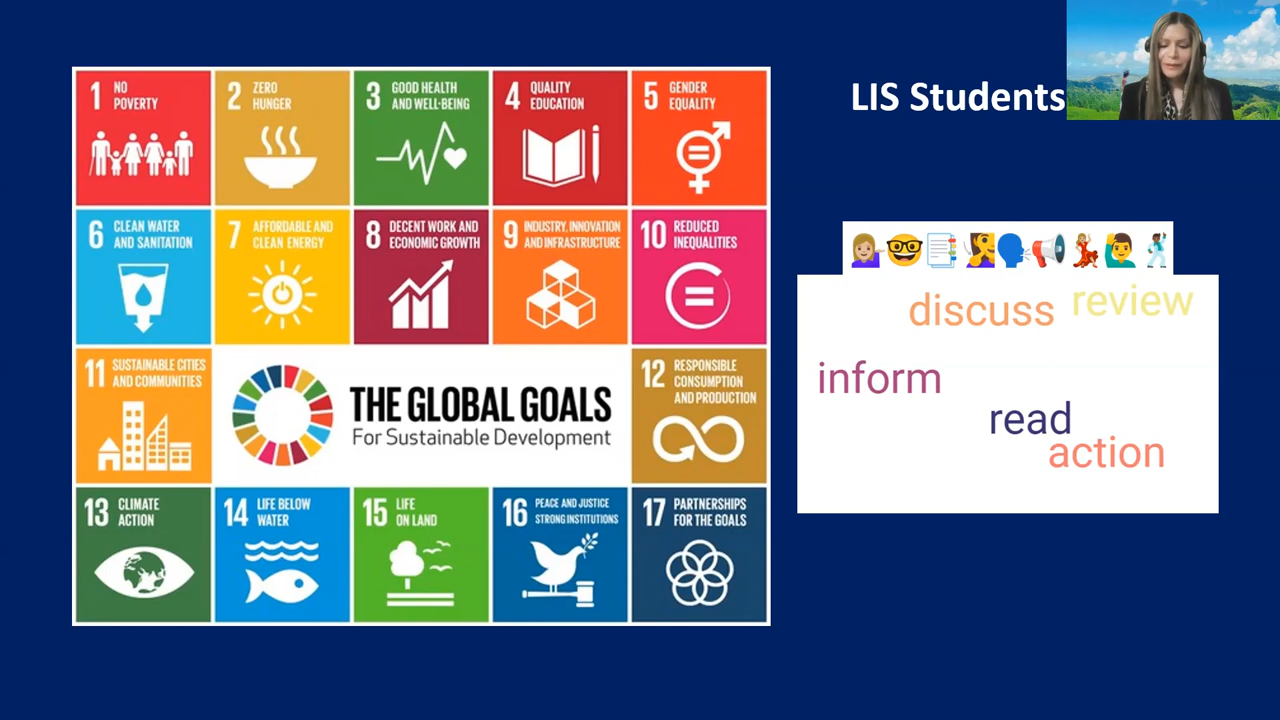 LIS Students
1 NO
POVERTY
2 ZERO
HUNGER
3 GOOD HEALTH
AND WELL-BEING
4 QUALITY
EDUCATION
5 GENDER
EQUALITY
6 CLEAN WATER
AND SANITATION
7 AFFORDABLE AND
CLEAN ENERGY
8 DECENT WORK AND
ECONOMIC GROWTH
9 INDUSTRY, INNOVATION
AND INFRASTRUCTURE
10 REDUCED
INEQUALITIES
11 SUSTAINABLE CITIES
AND COMMUNITIES
THE GLOBAL GOALS
For Sustainable Development
12 RESPONSIBLE
CONSUMPTION
AND PRODUCTION
13 CLIMATE
ACTION
14 LIFE BELOW
WATER
15 LIFE
ON LAND
16 PEACE AND JUSTICE
STRONG INSTITUTIONS
17 PARTNERSHIPS
FOR THE GOALS
discuss
review
inform
read
action